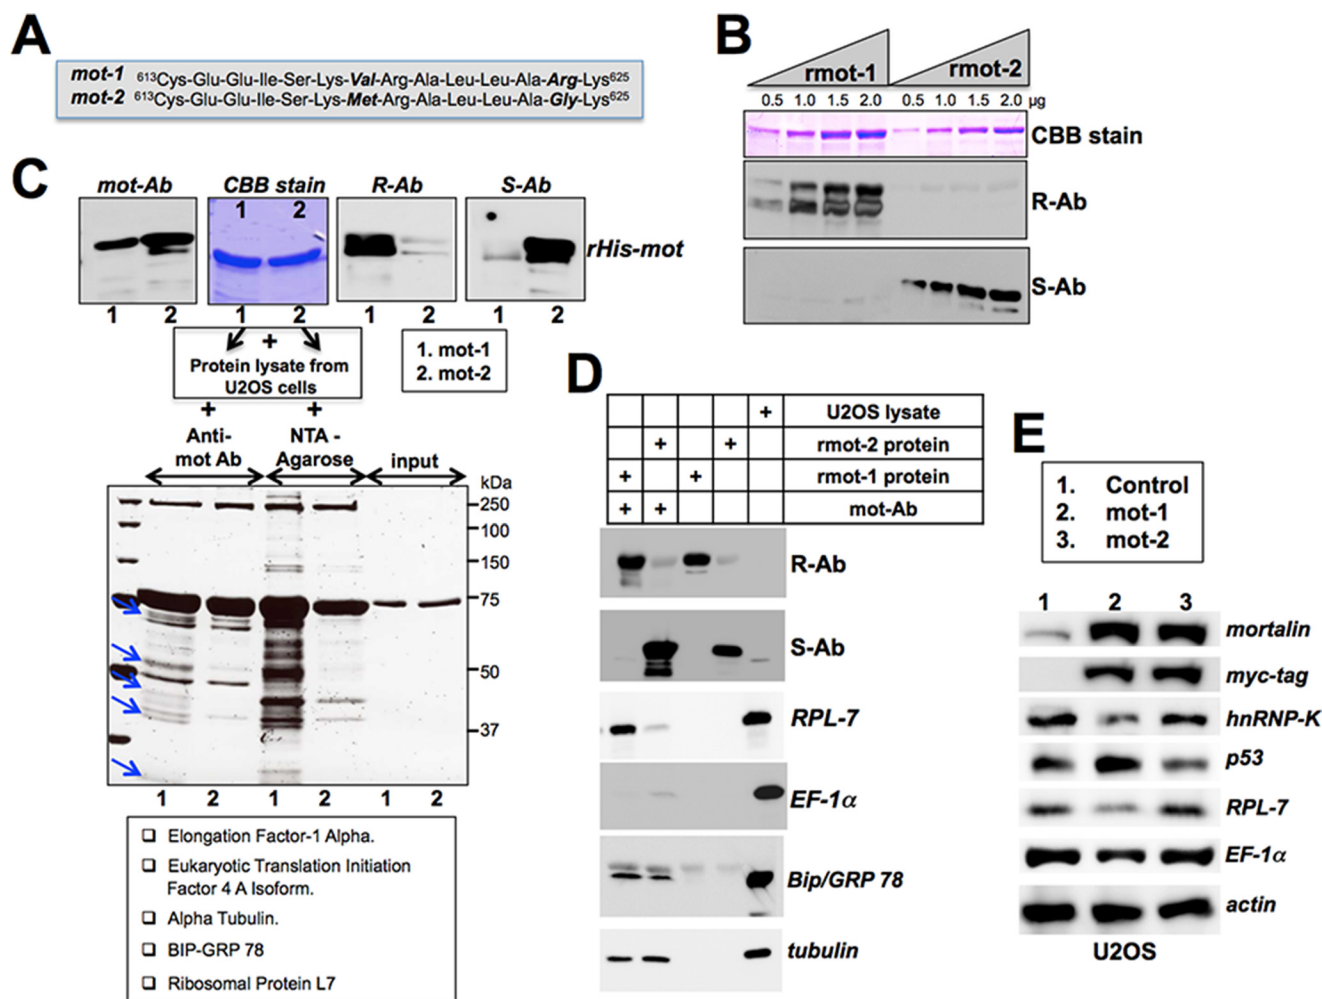 A
mot-1 ⁶¹³Cys-Glu-Glu-Ile-Ser-Lys-Val-Arg-Ala-Leu-Leu-Ala-Arg-Lys⁶²⁵
mot-2 ⁶¹³Cys-Glu-Glu-Ile-Ser-Lys-Met-Arg-Ala-Leu-Leu-Ala-Gly-Lys⁶²⁵
B
rmot-1 rmot-2
0.5 1.0 1.5 2.0 0.5 1.0 1.5 2.0 µg
CBB stain
R-Ab
S-Ab
C
mot-Ab CBB stain R-Ab S-Ab
1 2
rHis-mot
1 2 1 2 1 2 1 2
+
Protein lysate from
U2OS cells
1. mot-1
2. mot-2
+ +
Anti-
mot Ab
NTA -
Agarose
input
kDa
250
100
150
75
50
37
1 2 1 2 1 2
❑ Elongation Factor-1 Alpha.
❑ Eukaryotic Translation Initiation
Factor 4 A Isoform.
❑ Alpha Tubulin.
❑ BIP-GRP 78
❑ Ribosomal Protein L7
D
+ U2OS lysate
+ + rmot-2 protein
+ + rmot-1 protein
+ + mot-Ab
R-Ab
S-Ab
RPL-7
EF-1α
Bip/GRP 78
tubulin
E
1. Control
2. mot-1
3. mot-2
1 2 3
mortalin
myc-tag
hnRNP-K
p53
RPL-7
EF-1α
actin
U2OS